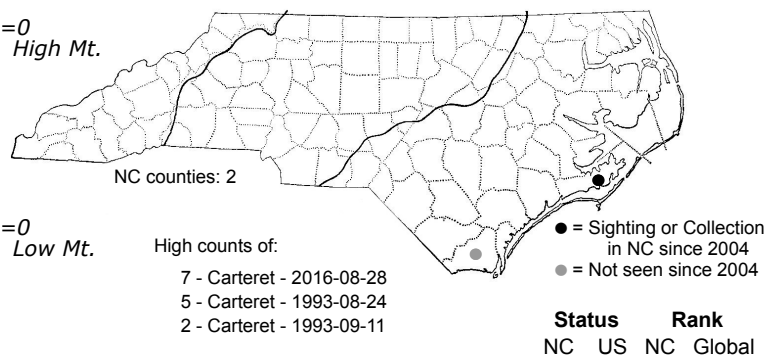 =0
High Mt.
NC counties: 2
=0
Low Mt.
High counts of:
7 - Carteret - 2016-08-28
5 - Carteret - 1993-08-24
2 - Carteret - 1993-09-11
● = Sighting or Collection
in NC since 2004
● = Not seen since 2004
Status Rank
NC US NC Global